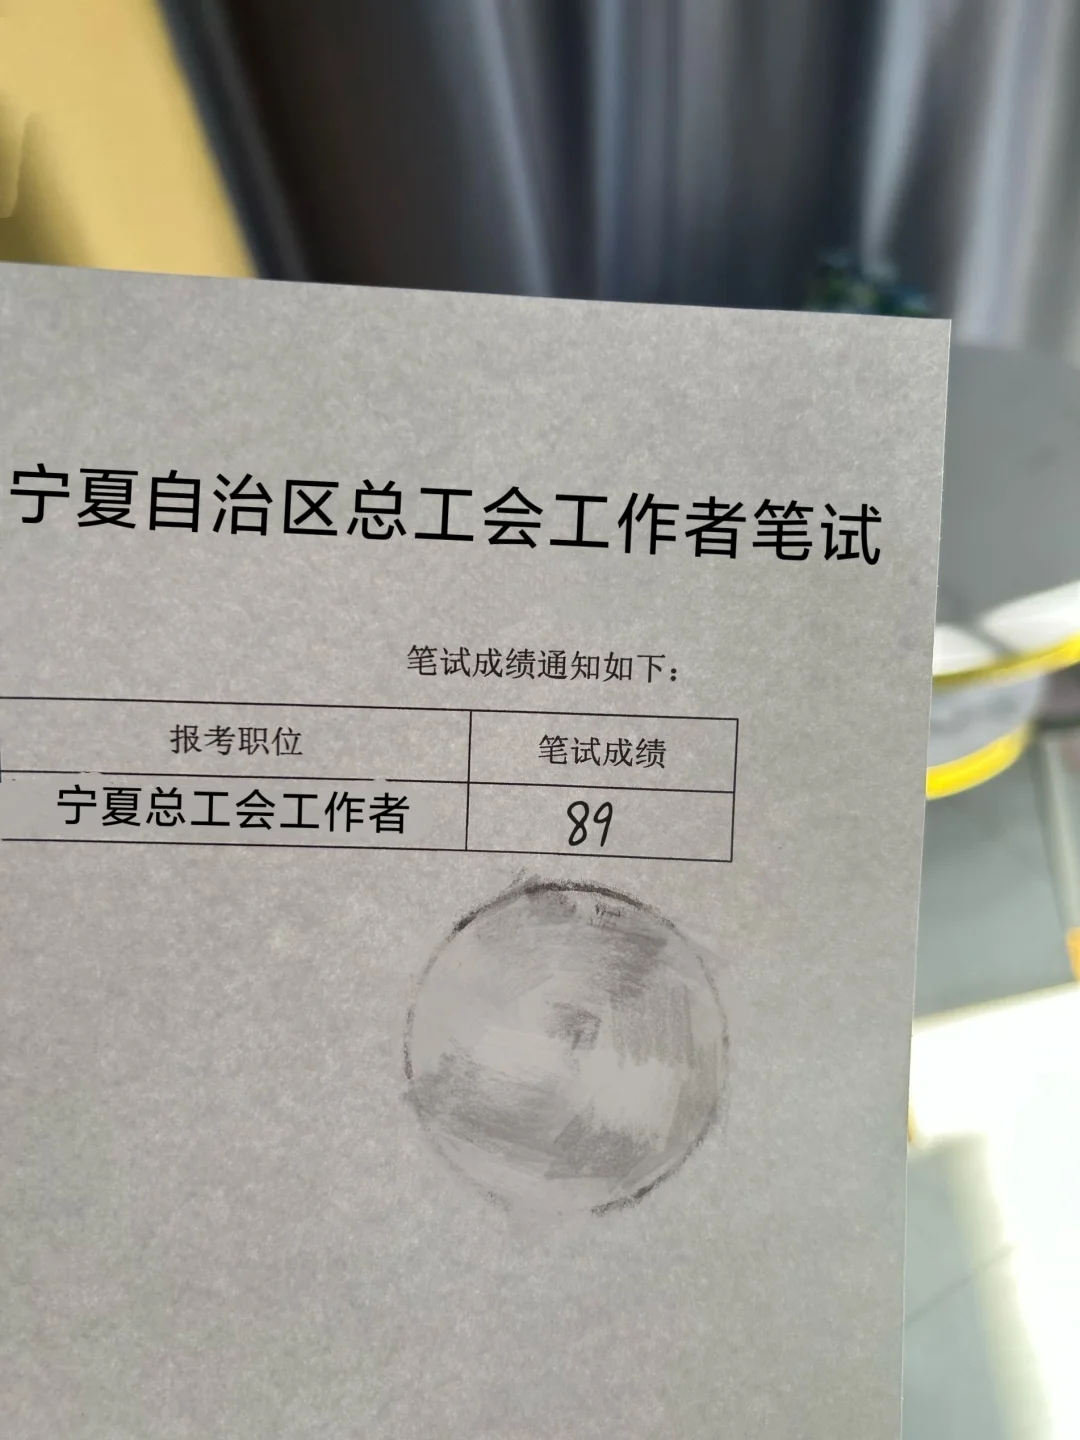 宁夏自治区总工会工作者笔试
笔试成绩通知如下：
报考职位 笔试成绩
宁夏总工会工作者 89